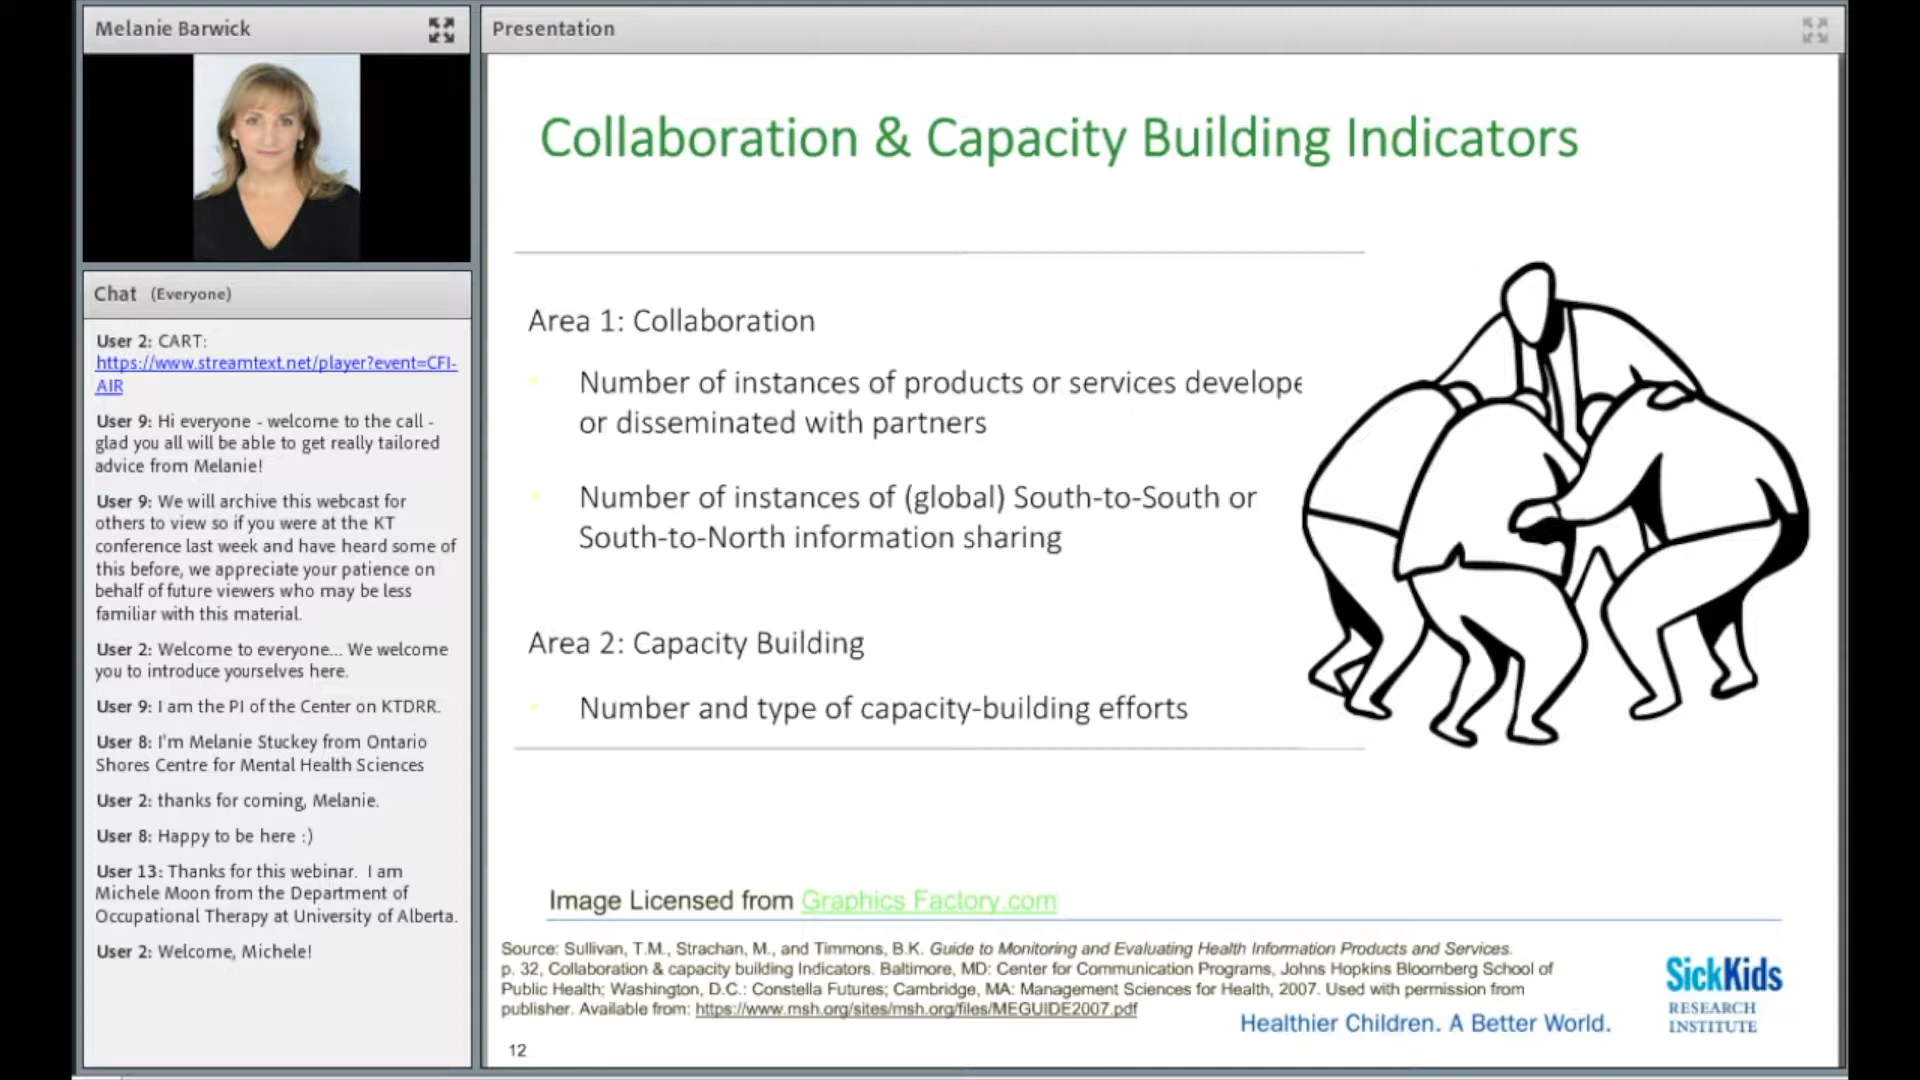 Melanie Barwick
Chat (Everyone)
User 2: CART:
https://www.streamtext.net/player?event=CFI-
AIR
User 9: Hi everyone - welcome to the call -
glad you all will be able to get really tailored
advice from Melanie!
User 9: We will archive this webcast for
others to view so if you were at the KT
conference last week and have heard some of
this before, we appreciate your patience on
behalf of future viewers who may be less
familiar with this material.
User 2: Welcome to everyone... We welcome
you to introduce yourselves here.
User 9: I am the PI of the Center on KTDRR.
User 8: I'm Melanie Stuckey from Ontario
Shores Centre for Mental Health Sciences
User 2: thanks for coming, Melanie.
User 8: Happy to be here :)
User 13: Thanks for this webinar. I am
Michele Moon from the Department of
Occupational Therapy at University of Alberta.
User 2: Welcome, Michele!
Presentation
Collaboration & Capacity Building Indicators
Area 1: Collaboration
Number of instances of products or services develope
or disseminated with partners
Number of instances of (global) South-to-South or
South-to-North information sharing
Area 2: Capacity Building
Number and type of capacity-building efforts
Image Licensed from Graphics Factory.com
Source: Sullivan, T.M., Strachan, M., and Timmons, B.K. Guide to Monitoring and Evaluating Health Information Products and Services.
p. 32, Collaboration & capacity building Indicators. Baltimore, MD: Center for Communication Programs, Johns Hopkins Bloomberg School of
Public Health; Washington, D.C.: Constella Futures; Cambridge, MA: Management Sciences for Health, 2007. Used with permission from
publisher. Available from: https://www.msh.org/sites/msh.org/files/MEGUIDE2007.pdf
Healthier Children. A Better World.
SickKids
RESEARCH
INSTITUTE
12